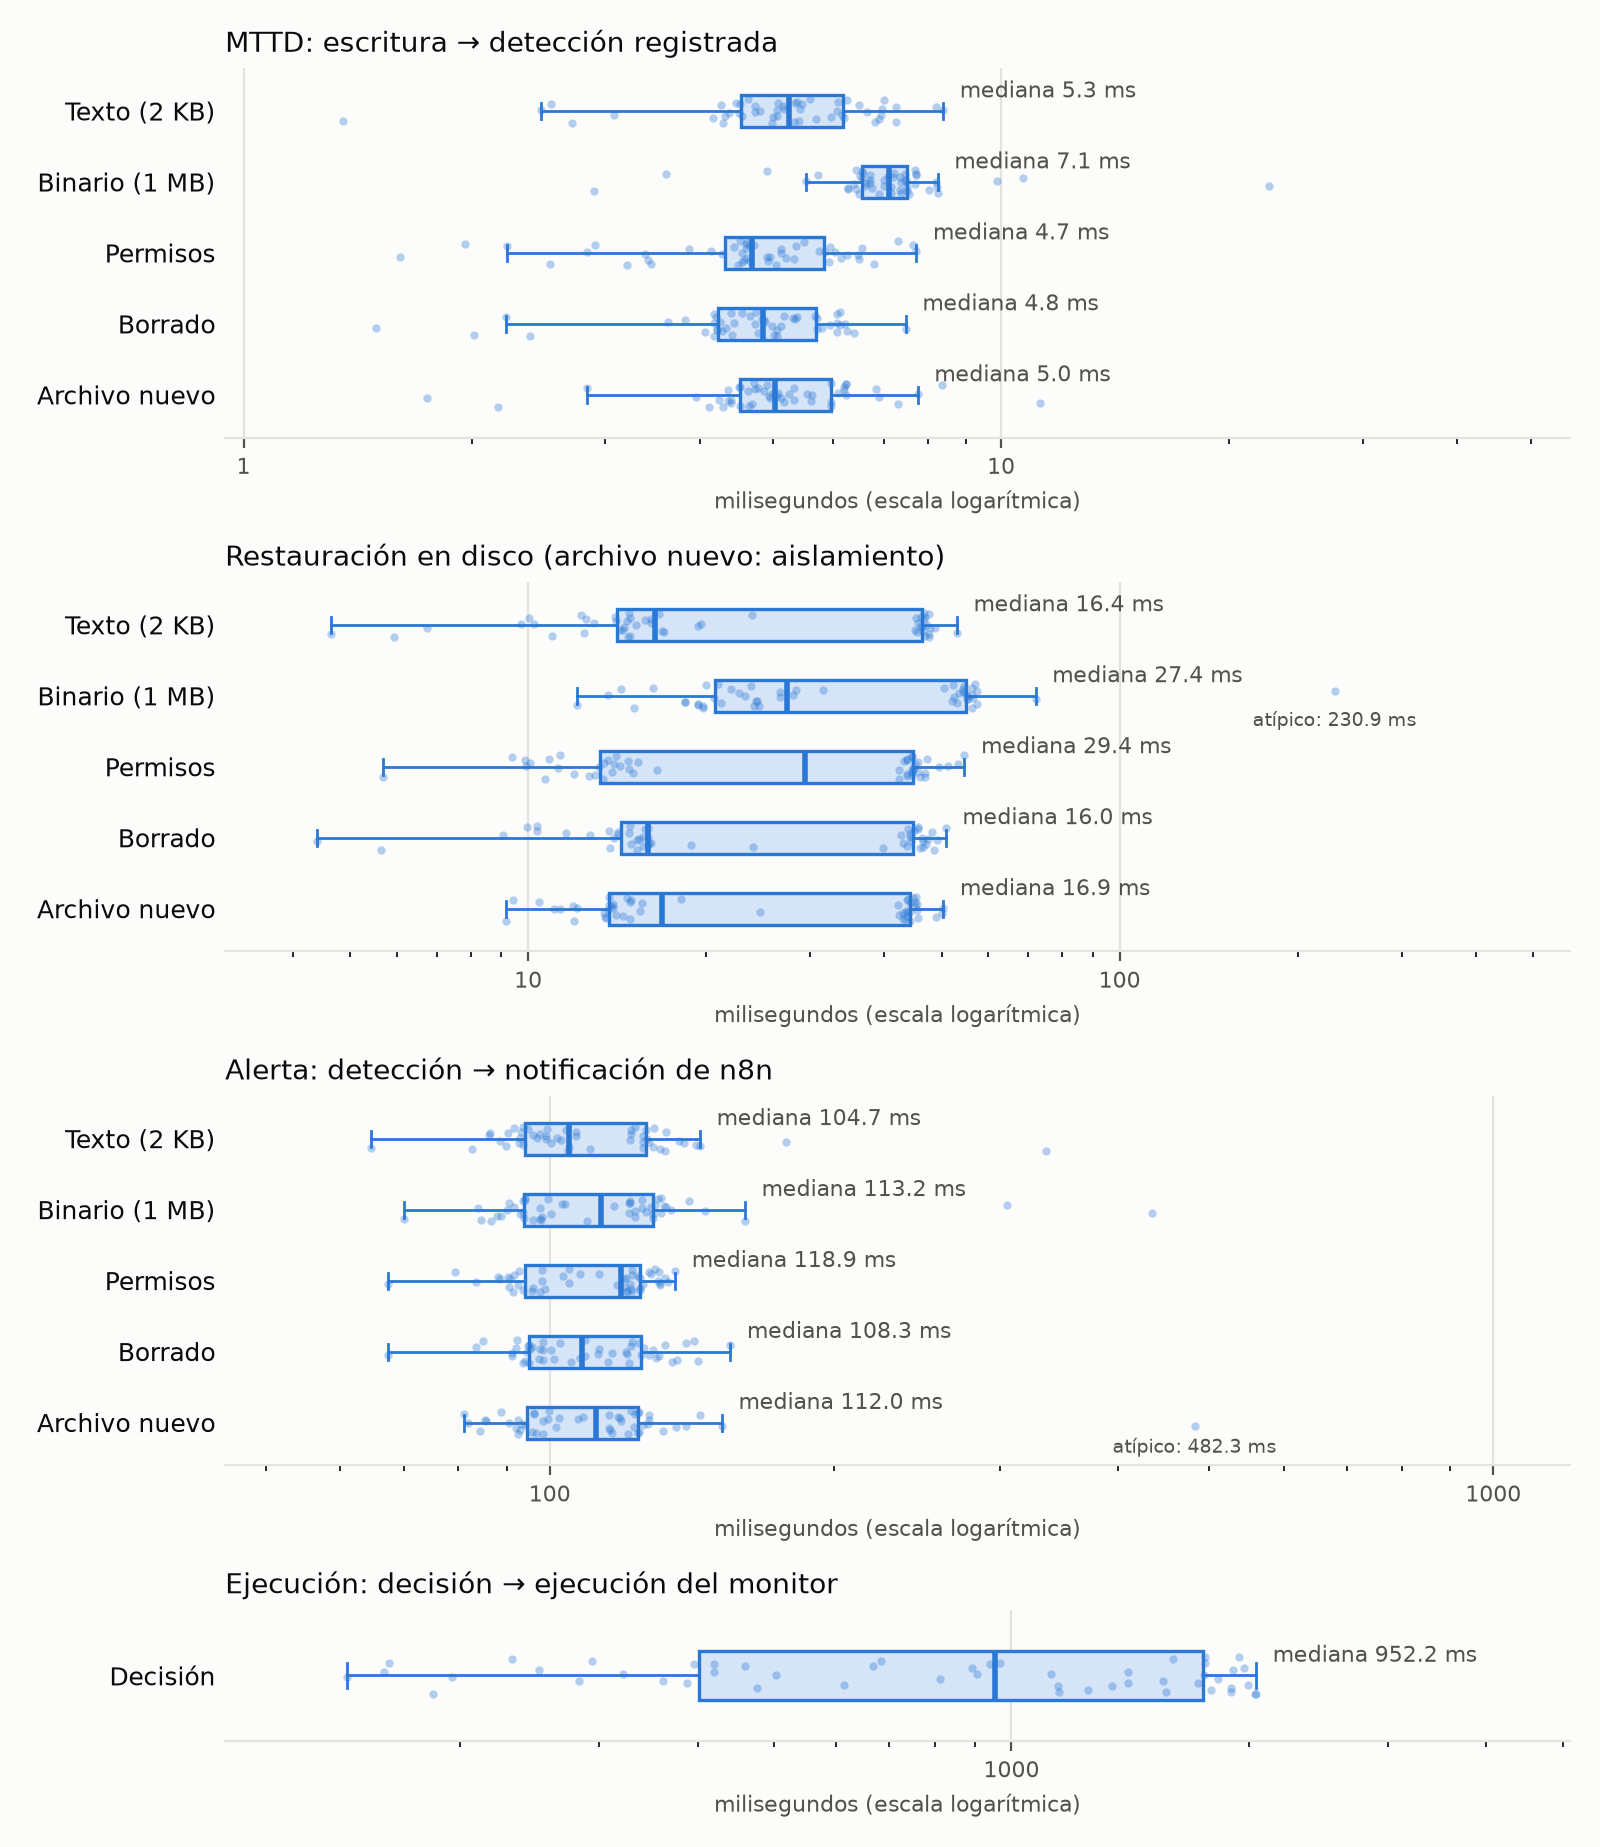 MTTD: escritura → detección registrada
Texto (2 KB)
mediana 5.3 ms
Binario (1 MB)
mediana 7.1 ms
Permisos
mediana 4.7 ms
Borrado
mediana 4.8 ms
Archivo nuevo
mediana 5.0 ms
1
10
milisegundos (escala logarítmica)
Restauración en disco (archivo nuevo: aislamiento)
Texto (2 KB)
mediana 16.4 ms
Binario (1 MB)
mediana 27.4 ms
atípico: 230.9 ms
Permisos
mediana 29.4 ms
Borrado
mediana 16.0 ms
Archivo nuevo
mediana 16.9 ms
10
100
milisegundos (escala logarítmica)
Alerta: detección → notificación de n8n
Texto (2 KB)
mediana 104.7 ms
Binario (1 MB)
mediana 113.2 ms
Permisos
mediana 118.9 ms
Borrado
mediana 108.3 ms
Archivo nuevo
mediana 112.0 ms
atípico: 482.3 ms
100
1000
milisegundos (escala logarítmica)
Ejecución: decisión → ejecución del monitor
Decisión
mediana 952.2 ms
1000
milisegundos (escala logarítmica)